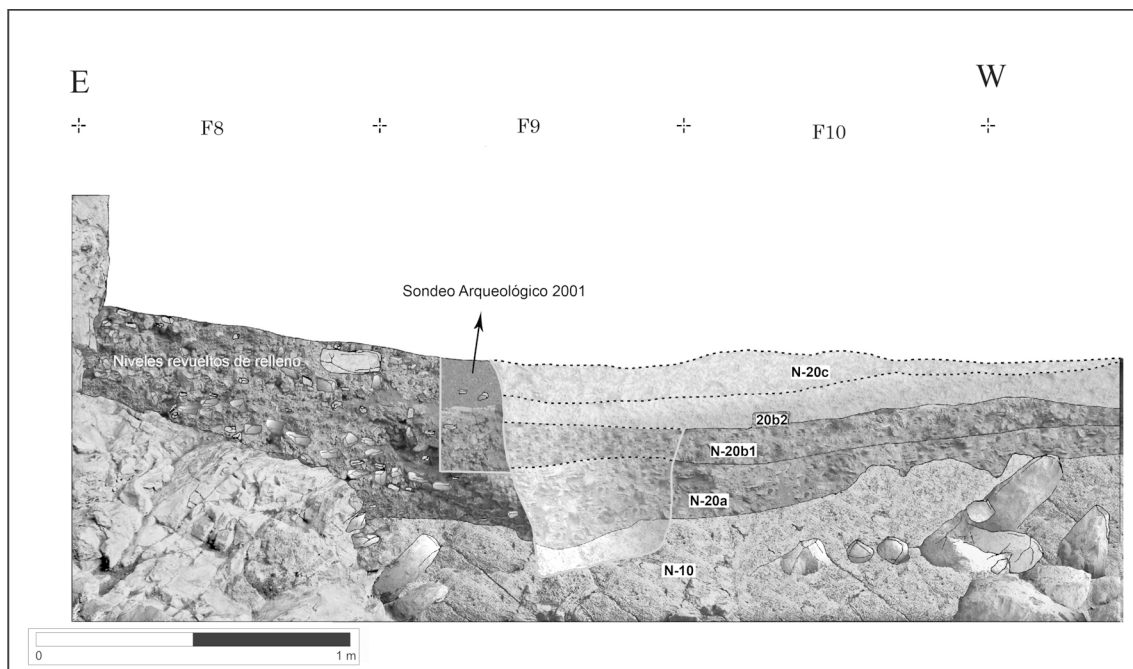 E
W
F8
F9
F10
Sondeo Arqueológico 2001
Niveles revueltos de relleno
N-20c
20b2
N-20b1
N-20a
N-10
0
1 m